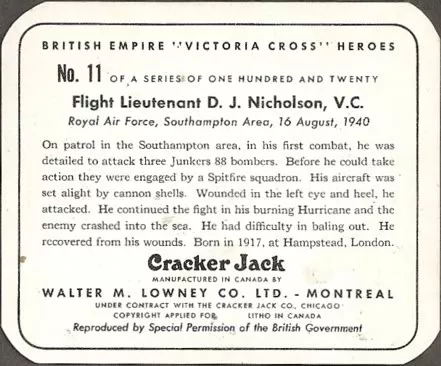 BRITISH EMPIRE "VICTORIA CROSS" HEROES
No. 11 OF A SERIES OF ONE HUNDRED AND TWENTY
Flight Lieutenant D. J. Nicholson, V.C.
Royal Air Force, Southampton Area, 16 August, 1940
On patrol in the Southampton area, in his first combat, he was
detailed to attack three Junkers 88 bombers. Before he could take
action they were engaged by a Spitfire squadron. His aircraft was
set alight by cannon shells. Wounded in the left eye and heel, he
attacked. He continued the fight in his burning Hurricane and the
enemy crashed into the sea. He had difficulty in baling out. He
recovered from his wounds. Born in 1917, at Hampstead, London.
Cracker Jack
MANUFACTURED IN CANADA BY
WALTER M. LOWNEY CO. LTD. - MONTREAL
UNDER CONTRACT WITH THE CRACKER JACK CO., CHICAGO
COPYRIGHT APPLIED FOR. LITHO IN CANADA
Reproduced by Special Permission of the British Government